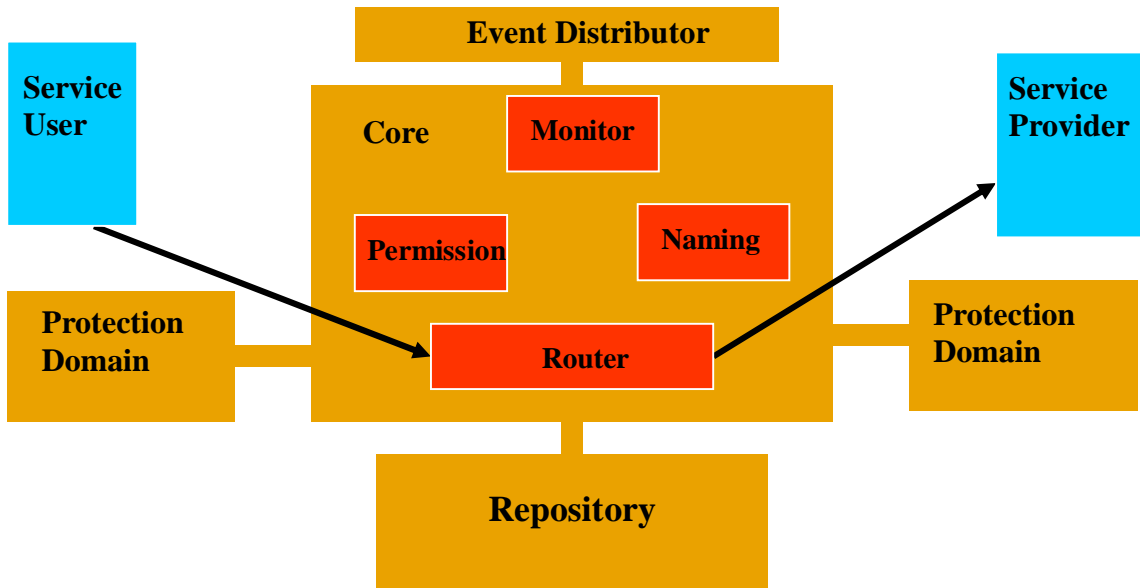 Event Distributor
Service
User
Service
Provider
Core
Monitor
Permission
Naming
Protection
Domain
Protection
Domain
Router
Repository